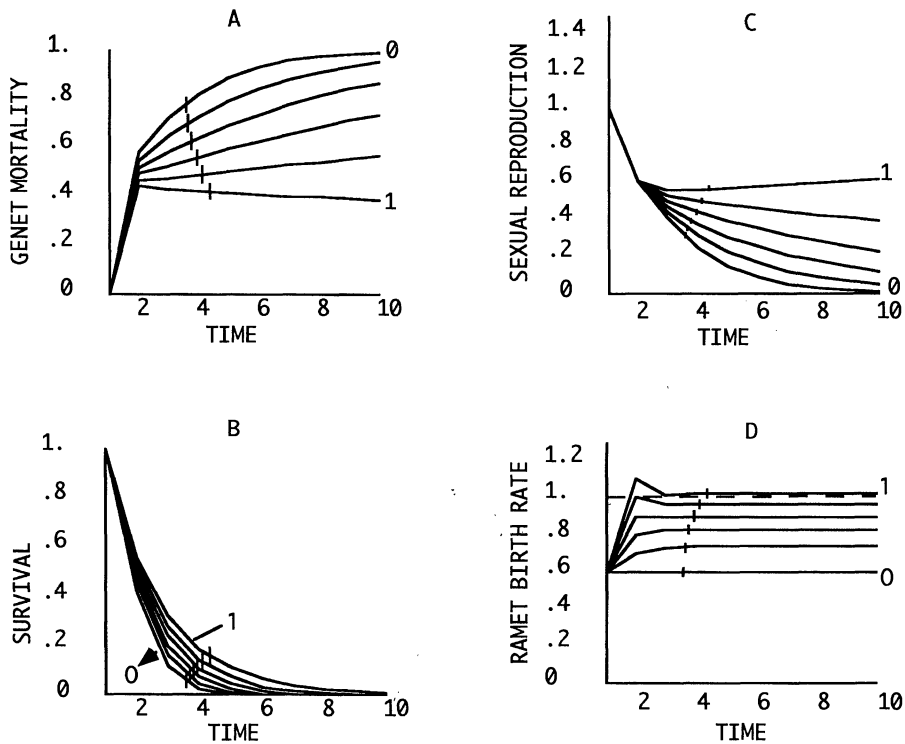 A
GENET MORTALITY
1.
.8
.6
.4
.2
0
0
1
2 4 6 8 10
TIME
C
SEXUAL REPRODUCTION
1.4
1.2
1.
.8
.6
.4
.2
0
1
0
2 4 6 8 10
TIME
B
SURVIVAL
1.
.8
.6
.4
.2
0
1
0
2 4 6 8 10
TIME
D
RAMET BIRTH RATE
1.2
1.
.8
.6
.4
.2
0
1
0
2 4 6 8 10
TIME